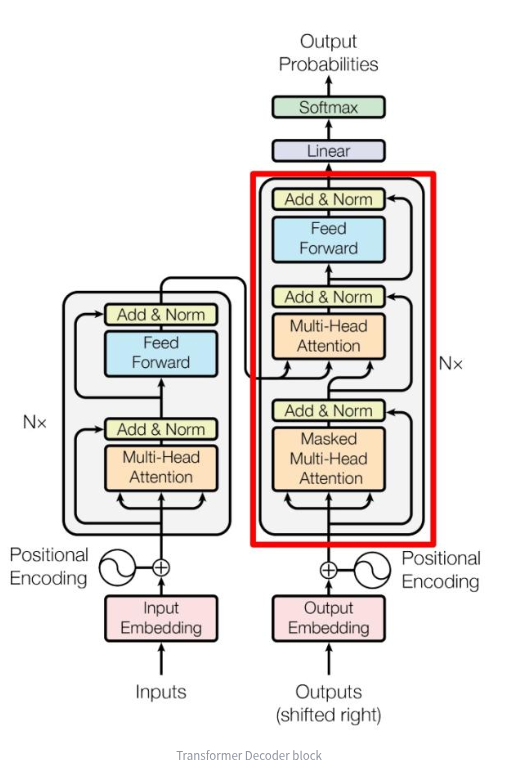 Output
Probabilities
Softmax
Linear
Add & Norm
Feed
Forward
Add & Norm
Multi-Head
Attention
Add & Norm
Masked
Multi-Head
Attention
Nx
Add & Norm
Feed
Forward
Add & Norm
Multi-Head
Attention
Nx
Positional
Encoding
Positional
Encoding
Input
Embedding
Output
Embedding
Inputs
Outputs
(shifted right)
Transformer Decoder block